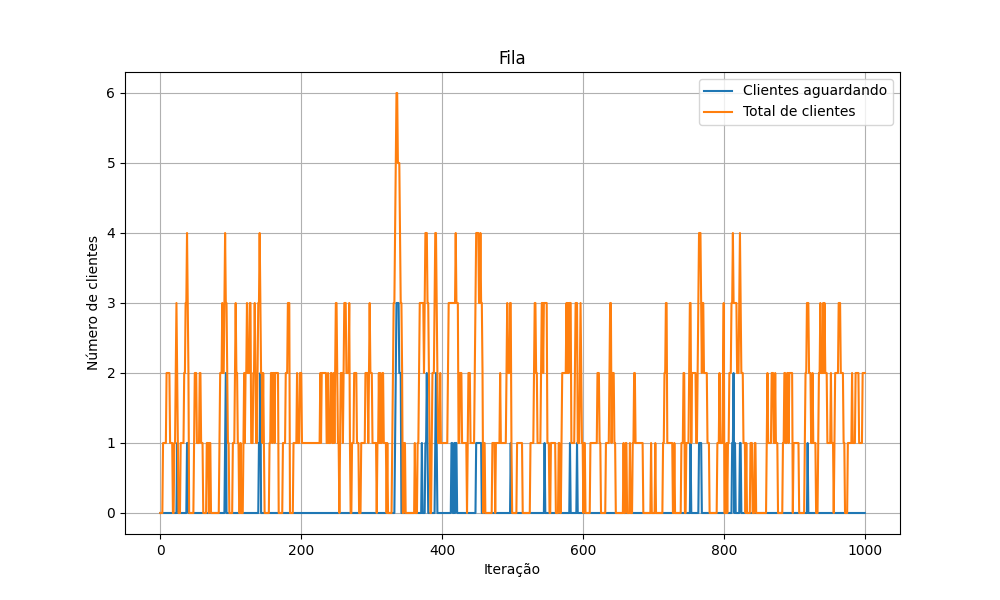 Fila
Clientes aguardando
Total de clientes
Número de clientes
6
5
4
3
2
1
0
0 200 400 600 800 1000
Iteração